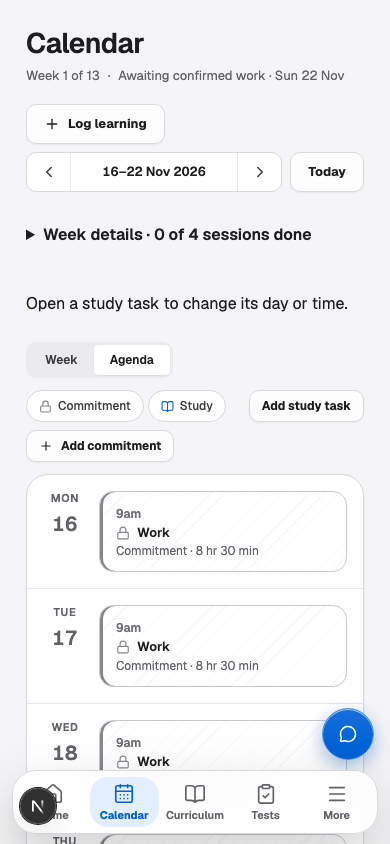 Calendar
Week 1 of 13 · Awaiting confirmed work · Sun 22 Nov
+ Log learning
16–22 Nov 2026
Today
▶ Week details · 0 of 4 sessions done
Open a study task to change its day or time.
Week
Agenda
Commitment
Study
Add study task
+ Add commitment
MON
16
9am
Work
Commitment · 8 hr 30 min
TUE
17
9am
Work
Commitment · 8 hr 30 min
WED
18
9am
Work
N
Calendar
Curriculum
Tests
More
THU